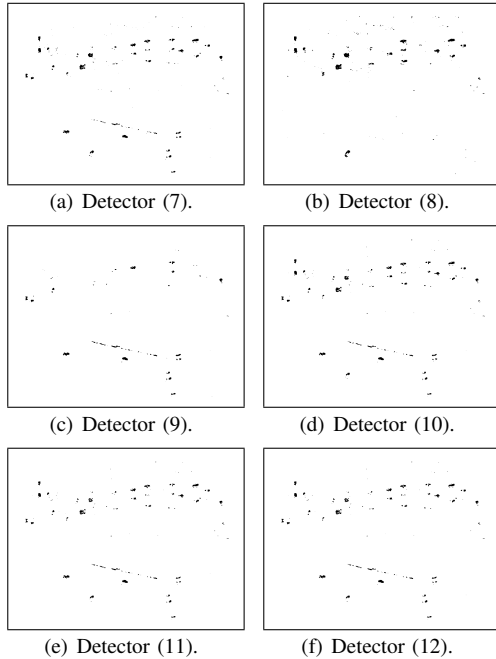 (a) Detector (7).
(b) Detector (8).
(c) Detector (9).
(d) Detector (10).
(e) Detector (11).
(f) Detector (12).